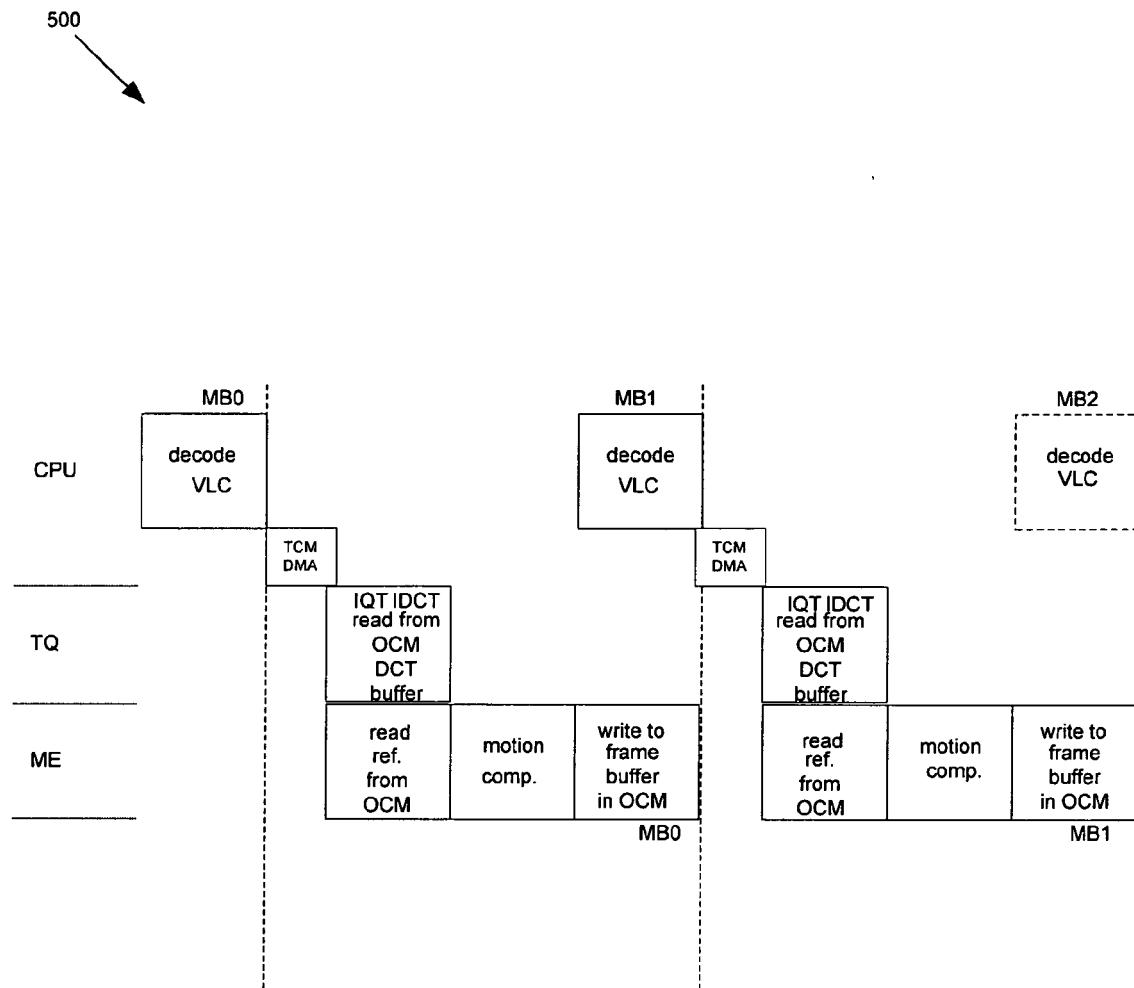 500
MB0
MB1
MB2
CPU
decode
VLC
decode
VLC
decode
VLC
TCM
DMA
TCM
DMA
TQ
IQT IDCT
read from
OCM
DCT
buffer
IQT IDCT
read from
OCM
DCT
buffer
ME
read
ref.
from
OCM
motion
comp.
write to
frame
buffer
in OCM
read
ref.
from
OCM
motion
comp.
write to
frame
buffer
in OCM
MB0
MB1